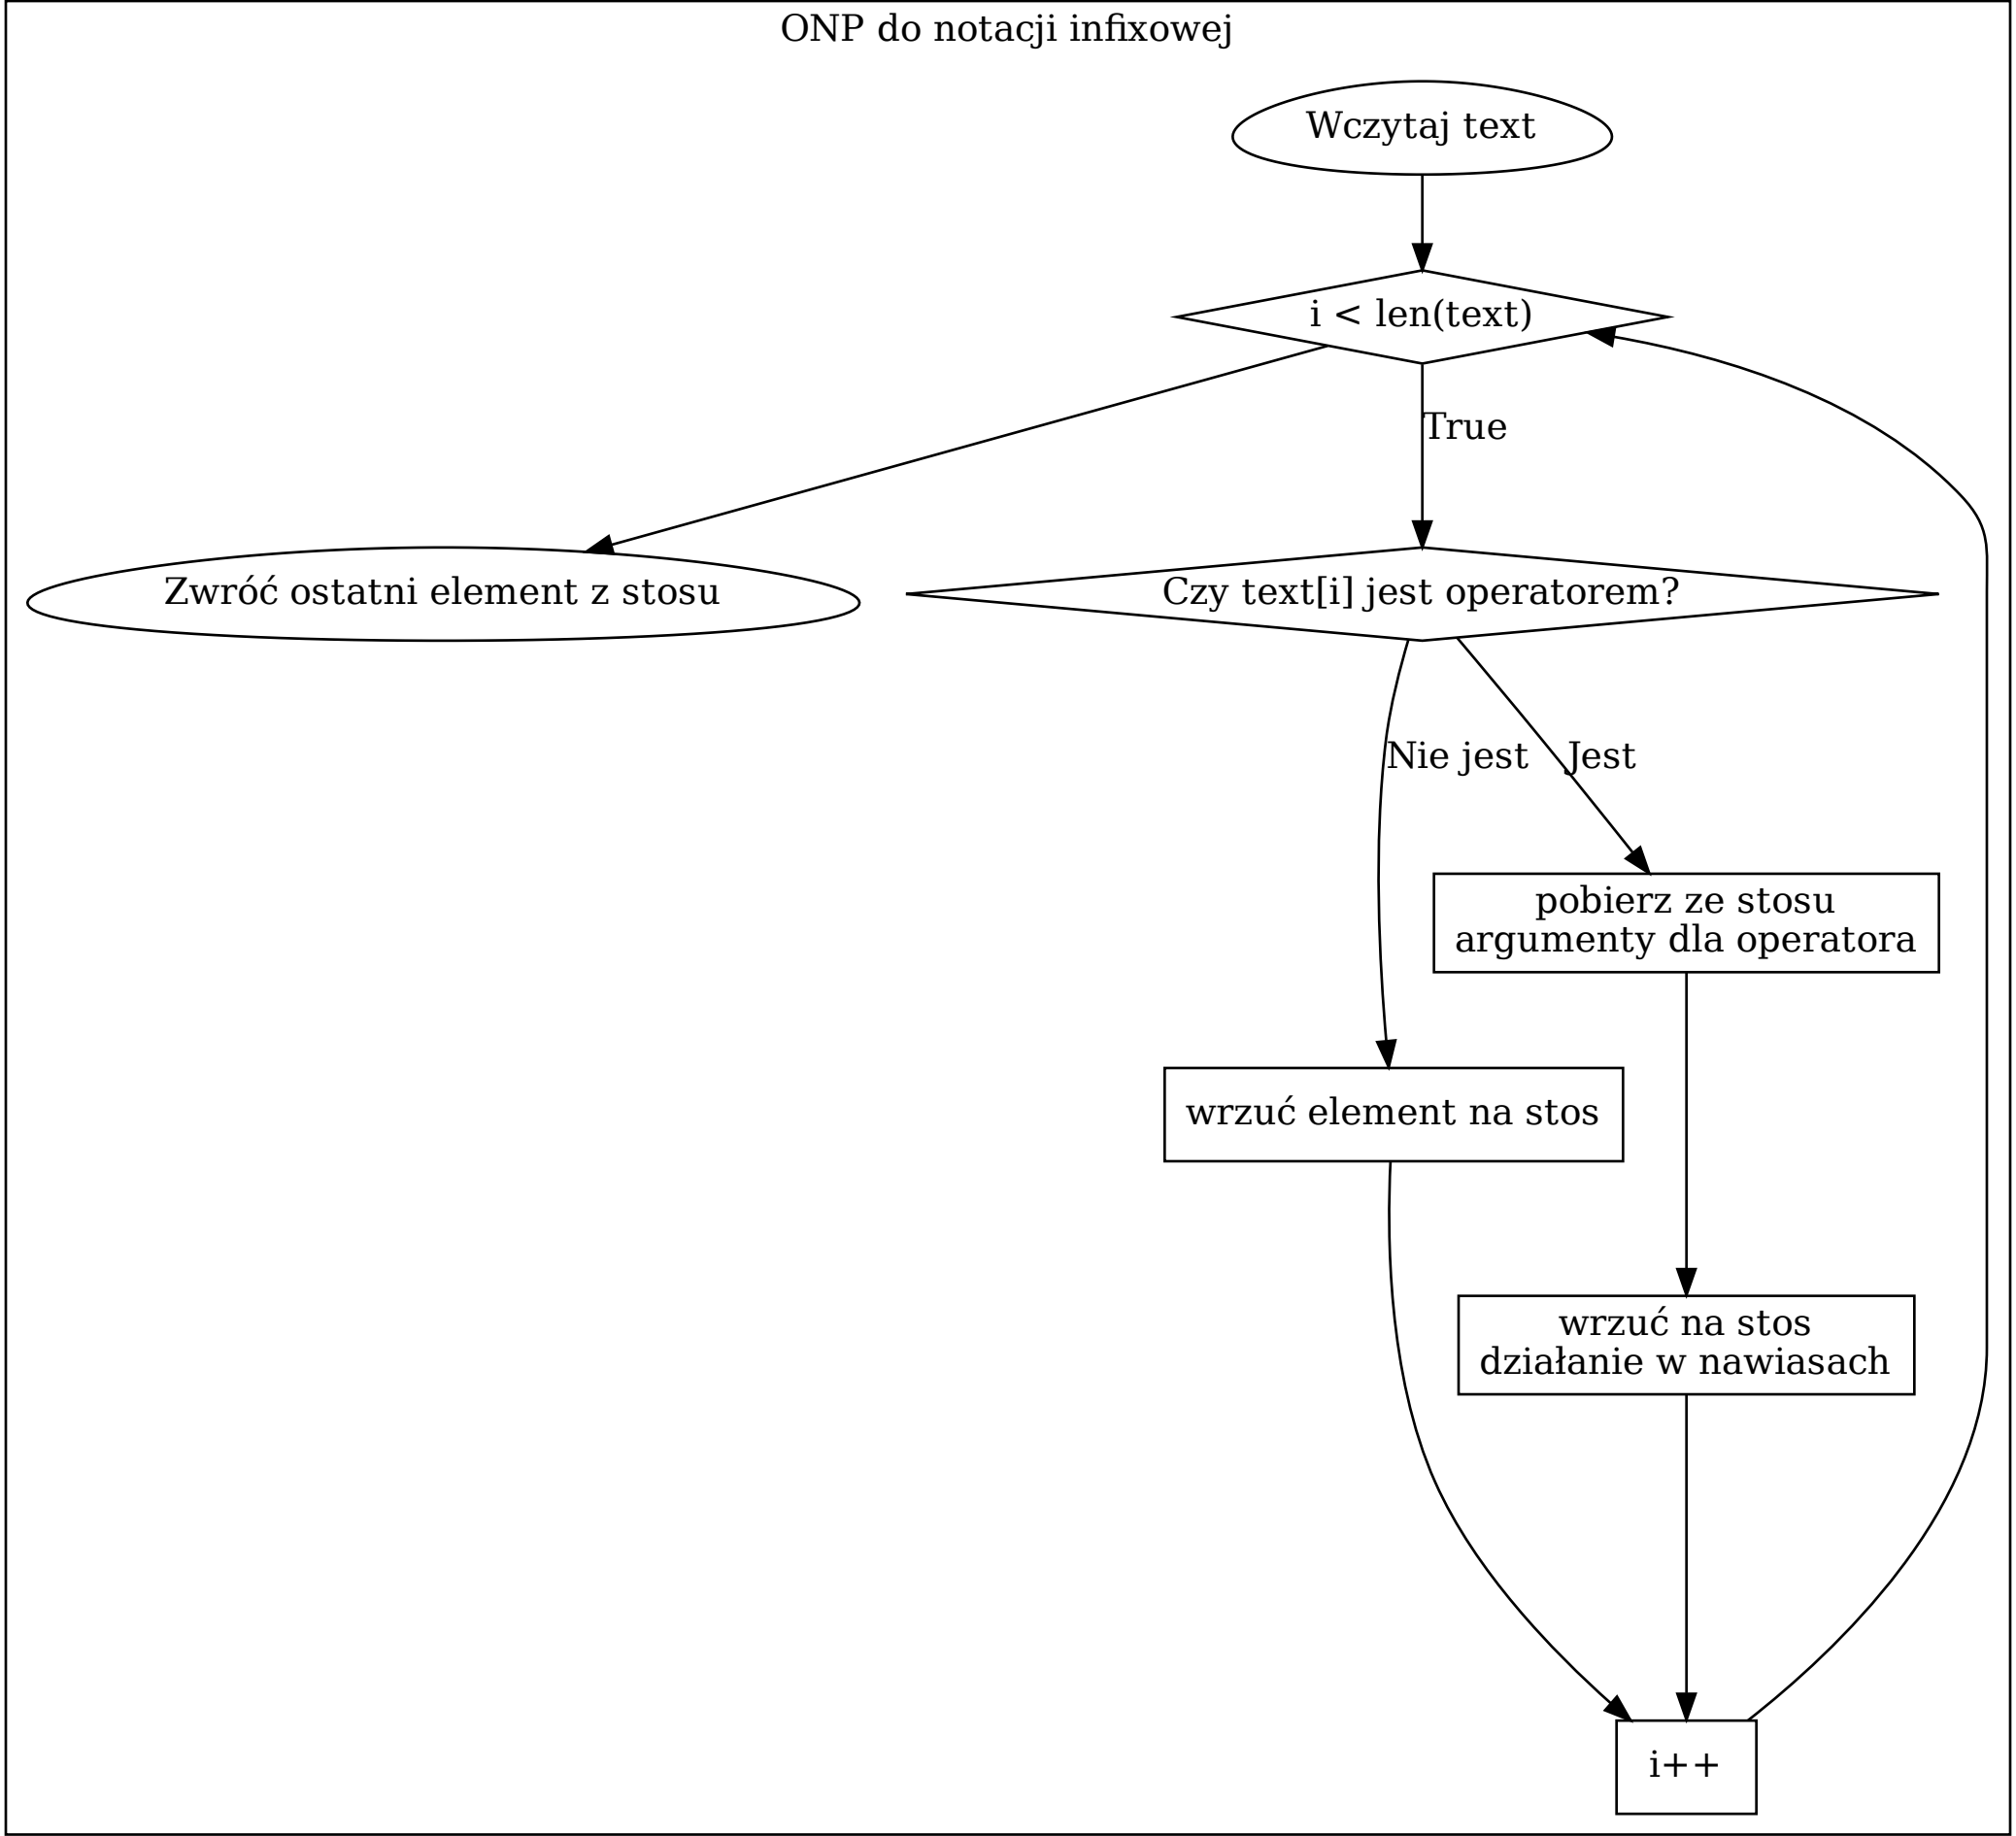 ONP do notacji infixowej
Wczytaj text
i < len(text)
True
Zwróć ostatni element z stosu
Czy text[i] jest operatorem?
Nie jest
Jest
pobierz ze stosu
argumenty dla operatora
wrzuć element na stos
wrzuć na stos
działanie w nawiasach
i++